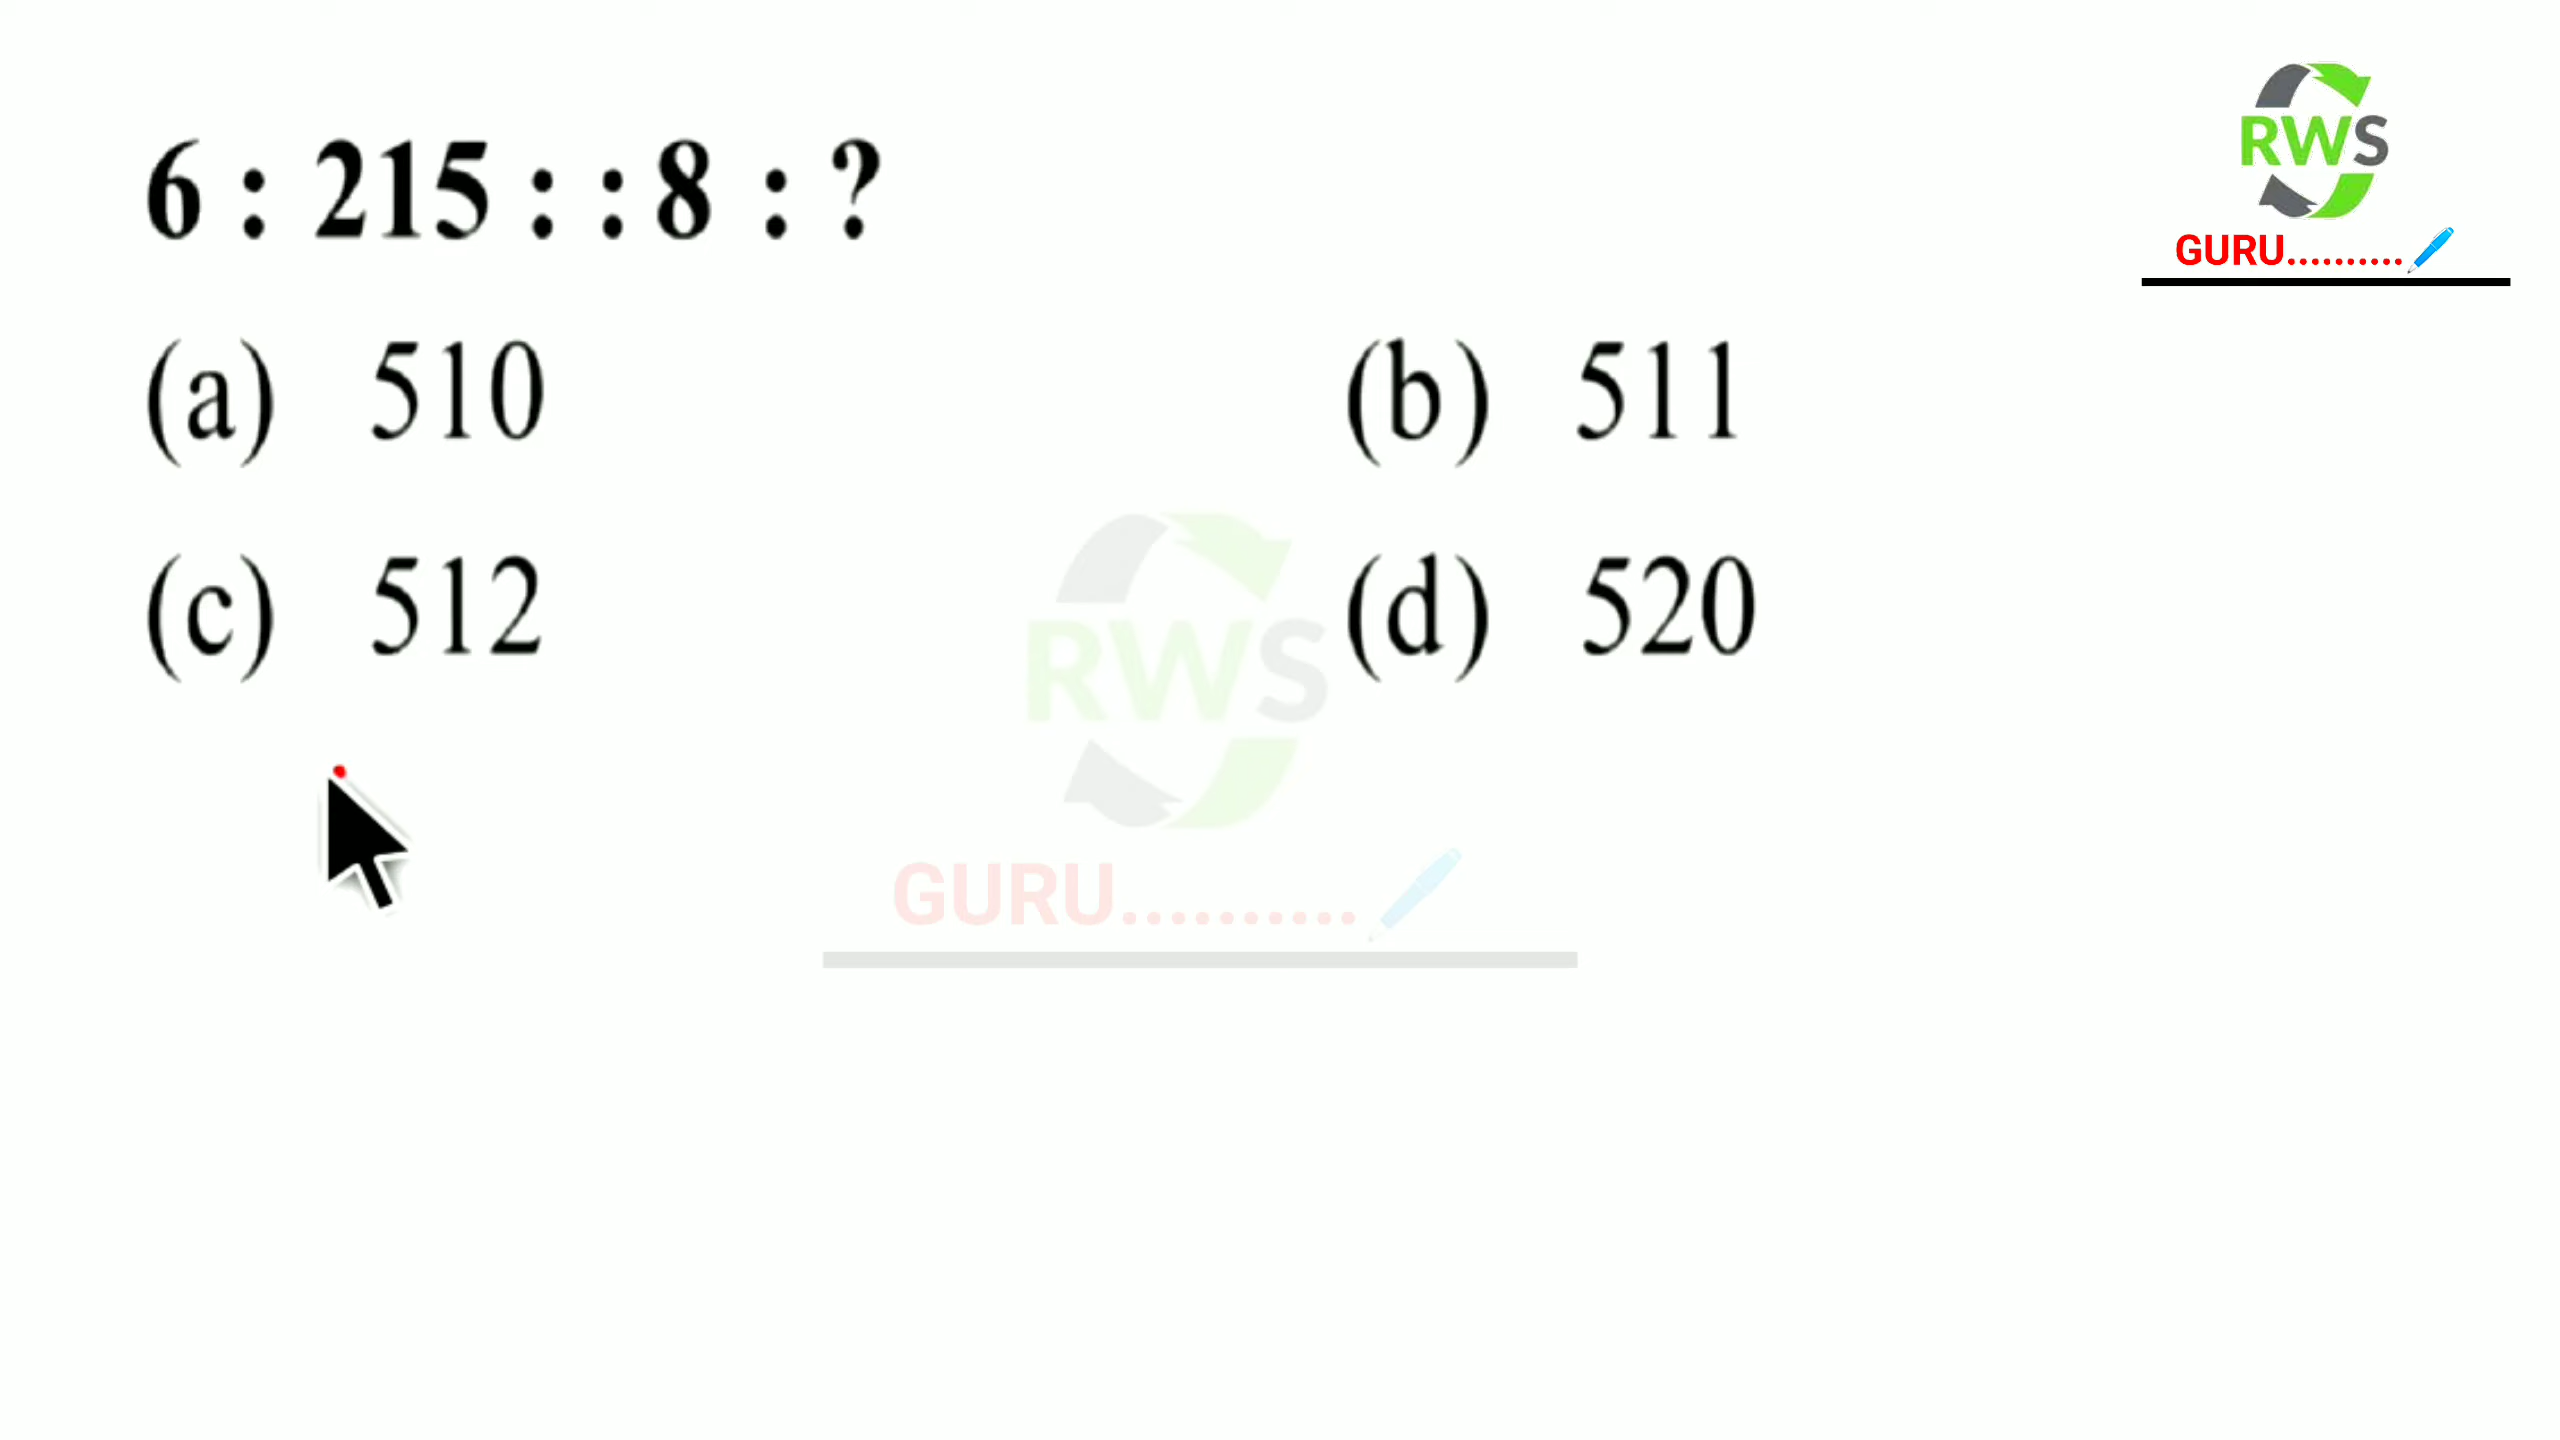 6 : 215 : : 8 : ?
(a) 510 (b) 511
(c) 512 (d) 520
RWS
GURU..........
RWS
GURU..........